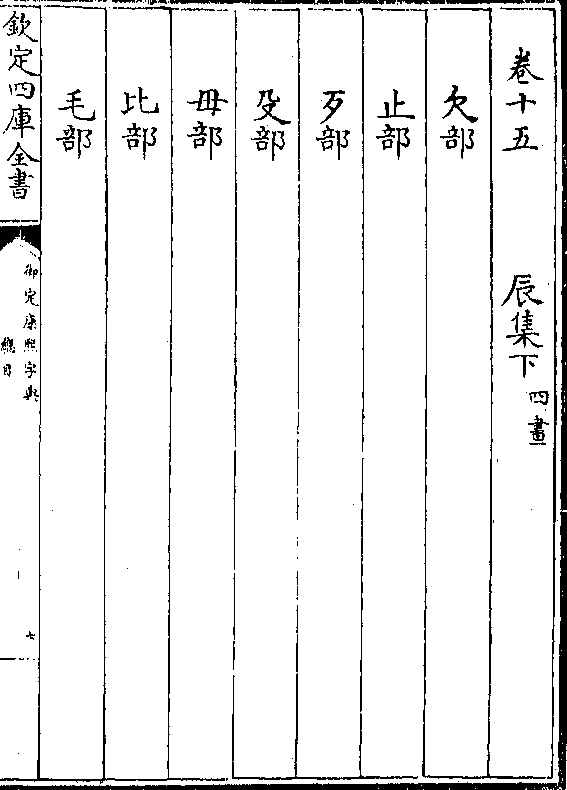 卷十五 辰集下 四畫
欠部
止部
歹部
殳部
毋部
比部
毛部
欽定四庫全書
御定康熙字典
總目
七